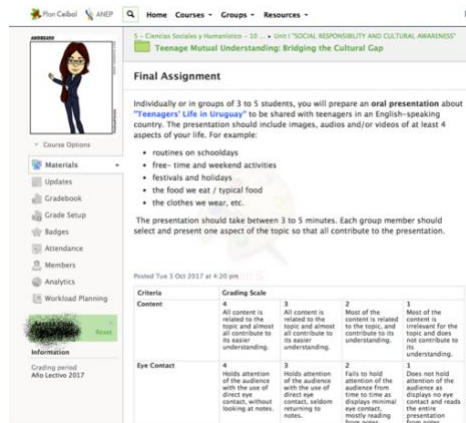 Plan Ceibal ANEP Home Courses Groups Resources
5 - Ciencias Sociales y Humanístico - 10 ... Unit I "SOCIAL RESPONSIBILITY AND CULTURAL AWARENESS"
Teenage Mutual Understanding: Bridging the Cultural Gap
Course Options
Materials
Updates
Gradebook
Grade Setup
Badges
Attendance
Members
Analytics
Workload Planning
Reset
Information
Grading period
Año Lectivo 2017
Final Assignment
Individually or in groups of 3 to 5 students, you will prepare an oral presentation about
"Teenagers' Life in Uruguay" to be shared with teenagers in an English-speaking
country. The presentation should include images, audios and/or videos of at least 4
aspects of your life. For example:
• routines on schooldays
• free- time and weekend activities
• festivals and holidays
• the food we eat / typical food
• the clothes we wear, etc.
The presentation should take between 3 to 5 minutes. Each group member should
select and present one aspect of the topic so that all contribute to the presentation.
Posted Tue 3 Oct 2017 at 4:20 pm
Criteria Grading Scale
Content
4
All content is
related to the
topic and almost
all contribute to
its easier
understanding.
3
All content is
related to the
topic and almost
all contribute to
its easier
understanding.
2
Most of the
content is related
to the topic, and
contribute to its
understanding.
1
Most of the
content is
irrelevant for the
topic and does
not contribute to
its
understanding.
Eye Contact
4
Holds attention
of the audience
with the use of
direct eye
contact, without
looking at notes.
3
Holds attention
of the audience
with the use of
direct eye
contact, seldom
returning to
notes.
2
Fails to hold
attention of the
audience from
time to time as
displays minimal
eye contact,
mostly reading
from notes.
1
Does not hold
attention of the
audience as
displays no eye
contact and reads
the entire
presentation
from notes.